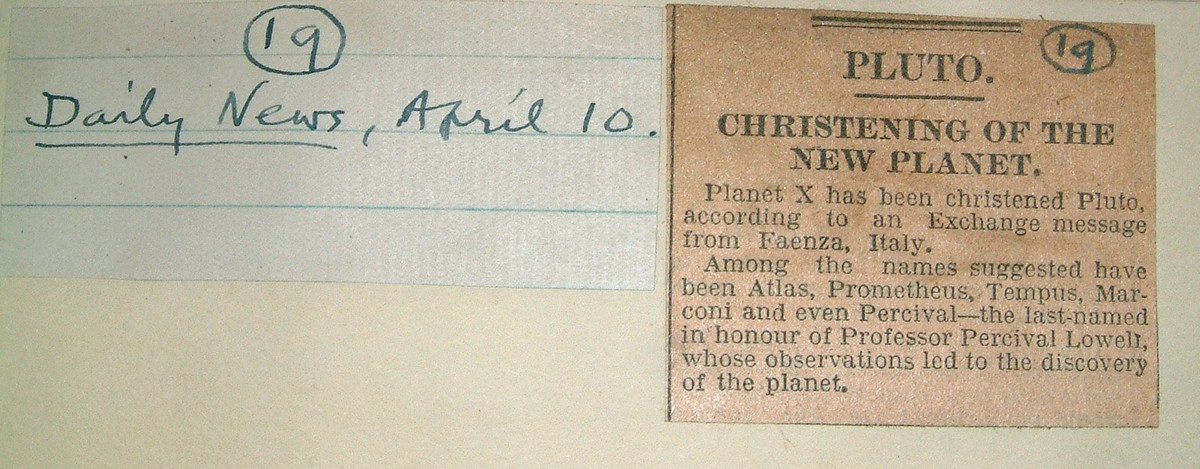 19
Daily News, April 10.
19
PLUTO.
CHRISTENING OF THE
NEW PLANET.
Planet X has been christened Pluto,
according to an Exchange message
from Faenza, Italy.
Among the names suggested have
been Atlas, Prometheus, Tempus, Mar-
coni and even Percival—the last-named
in honour of Professor Percival Lowell,
whose observations led to the discovery
of the planet.